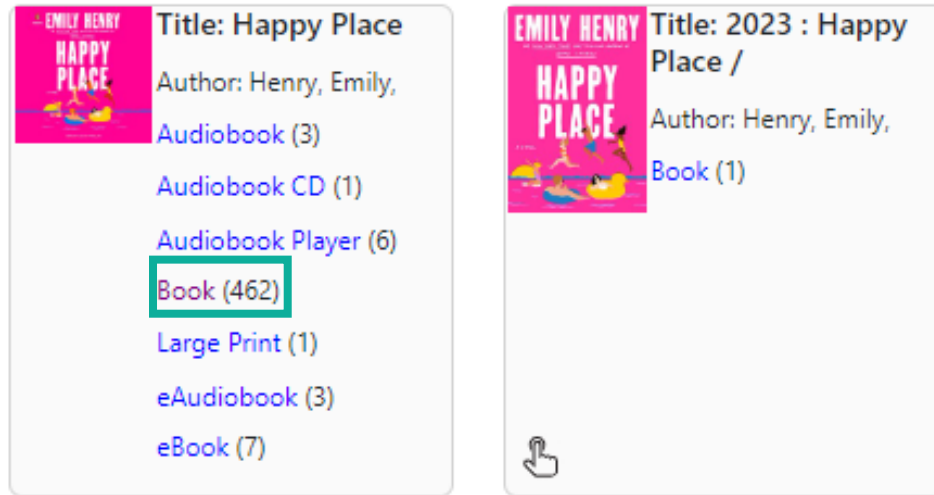 EMILY HENRY
HAPPY
PLACE
Title: Happy Place
Author: Henry, Emily,
Audiobook (3)
Audiobook CD (1)
Audiobook Player (6)
Book (462)
Large Print (1)
eAudiobook (3)
eBook (7)
EMILY HENRY
HAPPY
PLACE
Title: 2023 : Happy
Place /
Author: Henry, Emily,
Book (1)